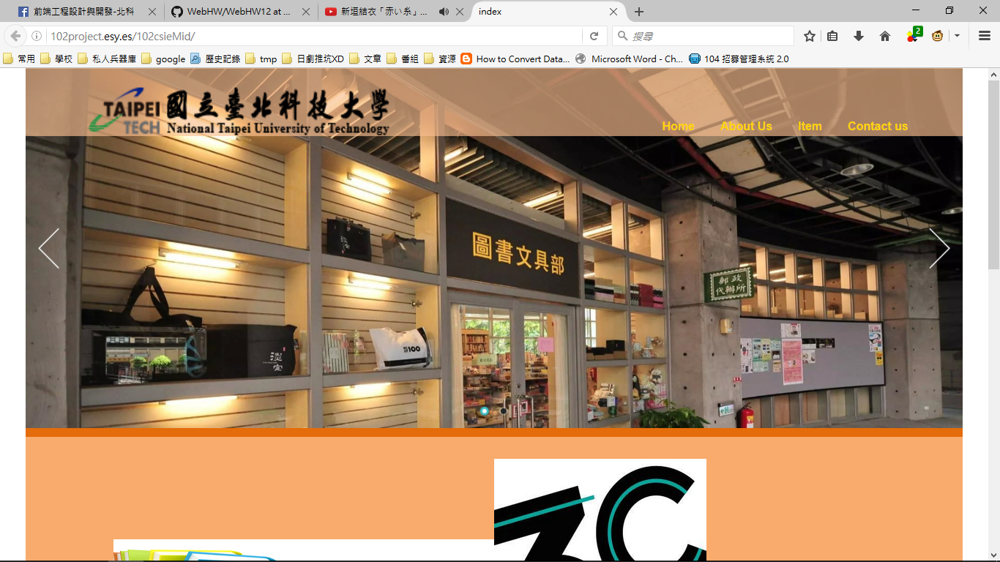 前端工程設計與開發-北科
WebHW/WebHW12 at ...
新垣結衣「赤い糸」...
index
102project.esy.es/102csieMid/
搜尋
2
常用
學校
私人兵器庫
google
歷史記錄
tmp
日劇推坑XD
文章
番組
資源
How to Convert Data...
Microsoft Word - Ch...
104 招募管理系統 2.0
TAIPEI
TECH
國立臺北科技大學
National Taipei University of Technology
Home
About Us
Item
Contact us
圖書文具部
郵政
代辦所
淡
定
100
3C